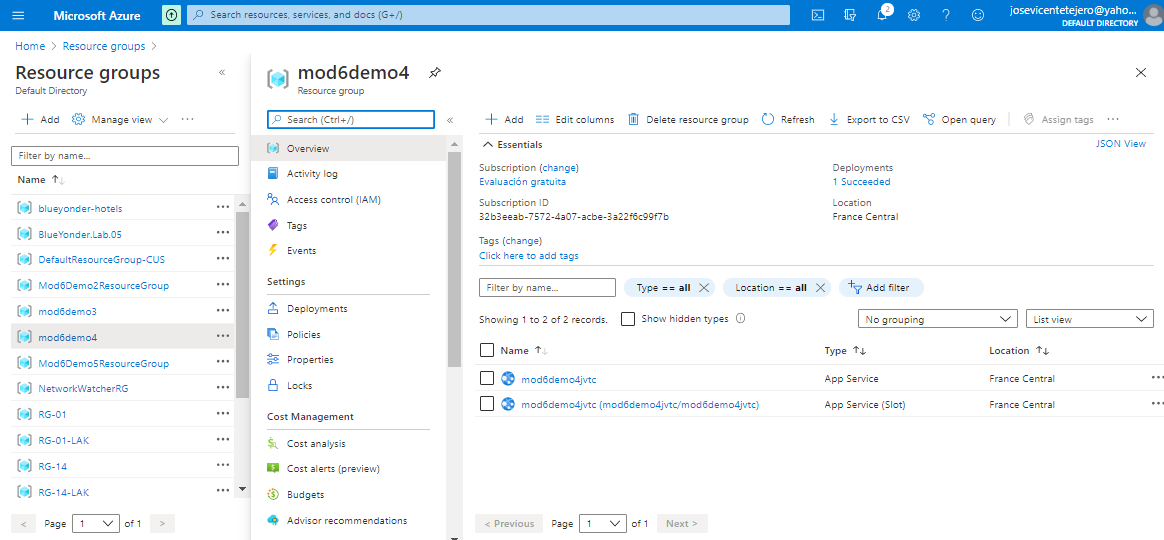 Microsoft Azure
Search resources, services, and docs (G+/)
2
josevicentetejero@yaho...
DEFAULT DIRECTORY
Home > Resource groups >
Resource groups
Default Directory
«
+ Add
Manage view
...
Filter by name...
Name ↑↓
blueyonder-hotels
BlueYonder.Lab.05
DefaultResourceGroup-CUS
Mod6Demo2ResourceGroup
mod6demo3
mod6demo4
Mod6Demo5ResourceGroup
NetworkWatcherRG
RG-01
RG-01-LAK
RG-14
RG-14-LAK
< Page 1 of 1 >
mod6demo4
Resource group
Search (Ctrl+/)
«
Overview
Activity log
Access control (IAM)
Tags
Events
Settings
Deployments
Policies
Properties
Locks
Cost Management
Cost analysis
Cost alerts (preview)
Budgets
Advisor recommendations
+ Add
Edit columns
Delete resource group
Refresh
Export to CSV
Open query
Assign tags
...
Essentials
JSON View
Subscription (change)
Evaluación gratuita
Subscription ID
32b3eeab-7572-4a07-acbe-3a22f6c99f7b
Tags (change)
Click here to add tags
Deployments
1 Succeeded
Location
France Central
Filter by name...
Type == all
Location == all
Add filter
Showing 1 to 2 of 2 records.
Show hidden types
No grouping
List view
Name ↑↓ Type ↑↓ Location ↑↓
mod6demo4jvtc App Service France Central ...
mod6demo4jvtc (mod6demo4jvtc/mod6demo4jvtc) App Service (Slot) France Central ...
< Previous Page 1 of 1 Next >